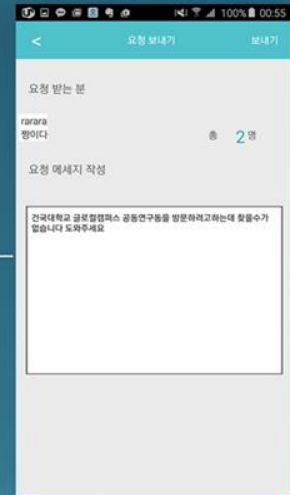 100% 00:55
< 요청 보내기 보내기
요청 받는 분
rarara
짱이다
총 2명
요청 메세지 작성
건국대학교 글로컬캠퍼스 공동연구동을 방문하려고하는데 찾을수가
없습니다 도와주세요